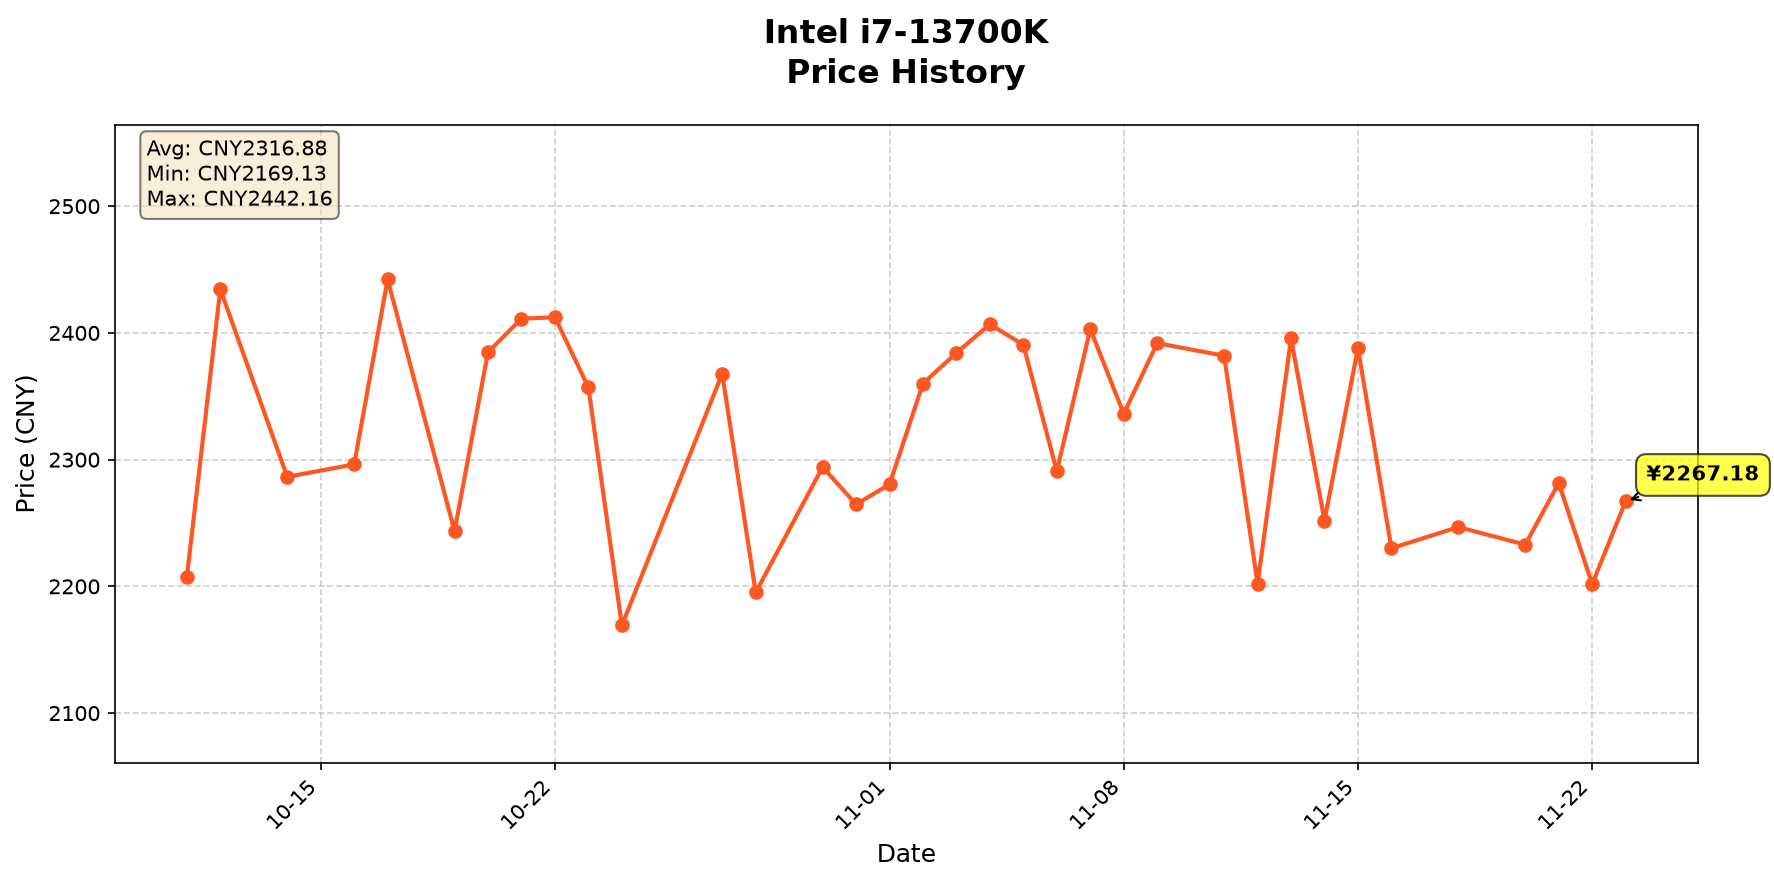 Intel i7-13700K
Price History
Avg: CNY2316.88
Min: CNY2169.13
Max: CNY2442.16
2500
2400
2300
2200
2100
Price (CNY)
¥2267.18
10-15
10-22
11-01
11-08
11-15
11-22
Date